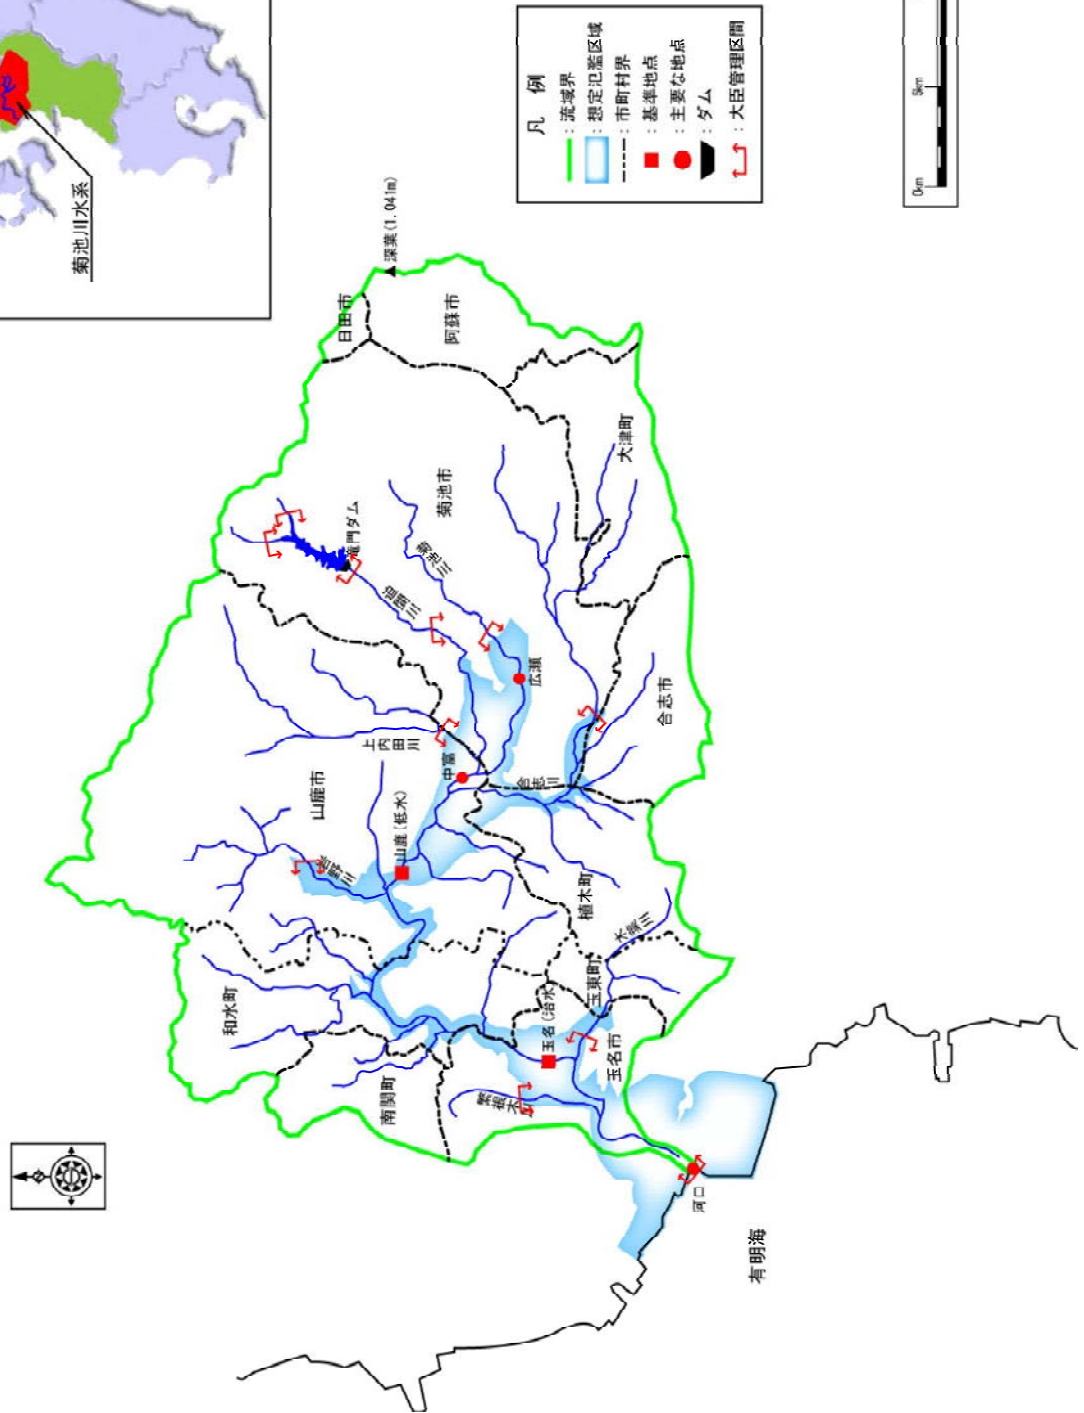 菊池川水系
凡 例
：流域界
：想定氾濫区域
：市町村界
：基準地点
：主要な地点
：ダム
：大臣管理区間
0km
5km
深葉(1,041m)
日田市
阿蘇市
大津町
菊池市
竜門ダム
菊池川
迫間川
広瀬
合志市
上内田川
中富
合志川
山鹿市
山鹿(低水)
岩野川
植木町
木葉川
和水町
玉東町
玉名(治水)
玉名市
南関町
繁根木川
河口
有明海